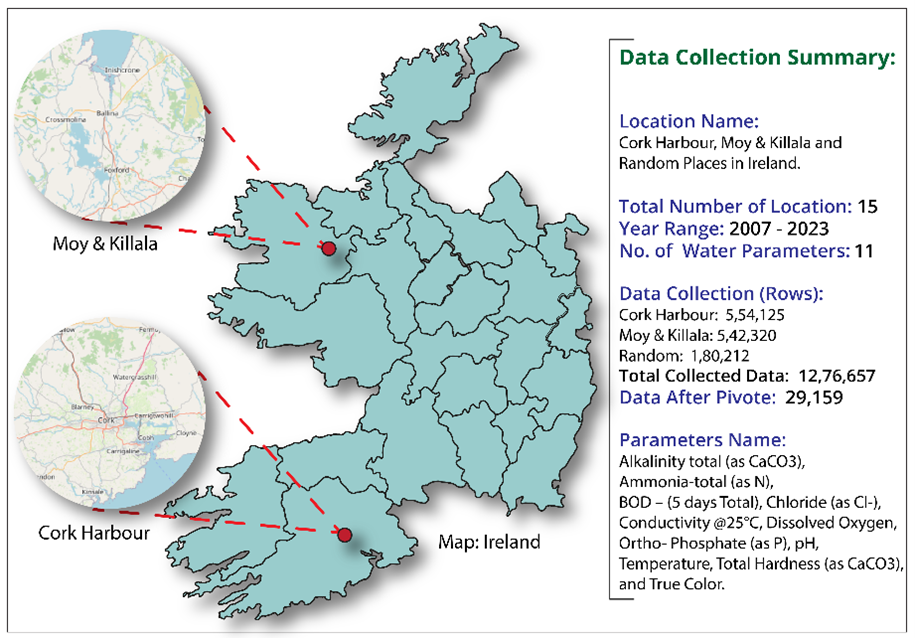 Inishcrone
Crossmolina
Ballina
Foxford
To
Ch
Moy & Killala
Fermo
Watergrasshill
Blarney
Cork
Carrigtwohill
Cobh
Cloyne
Carrigaline
Kinsale
Cork Harbour
Map: Ireland
Data Collection Summary:
Location Name:
Cork Harbour, Moy & Killala and
Random Places in Ireland.
Total Number of Location: 15
Year Range: 2007 - 2023
No. of Water Parameters: 11
Data Collection (Rows):
Cork Harbour: 5,54,125
Moy & Killala: 5,42,320
Random: 1,80,212
Total Collected Data: 12,76,657
Data After Pivote: 29,159
Parameters Name:
Alkalinity total (as CaCO3),
Ammonia-total (as N),
BOD – (5 days Total), Chloride (as Cl-),
Conductivity @25°C, Dissolved Oxygen,
Ortho- Phosphate (as P), pH,
Temperature, Total Hardness (as CaCO3),
and True Color.